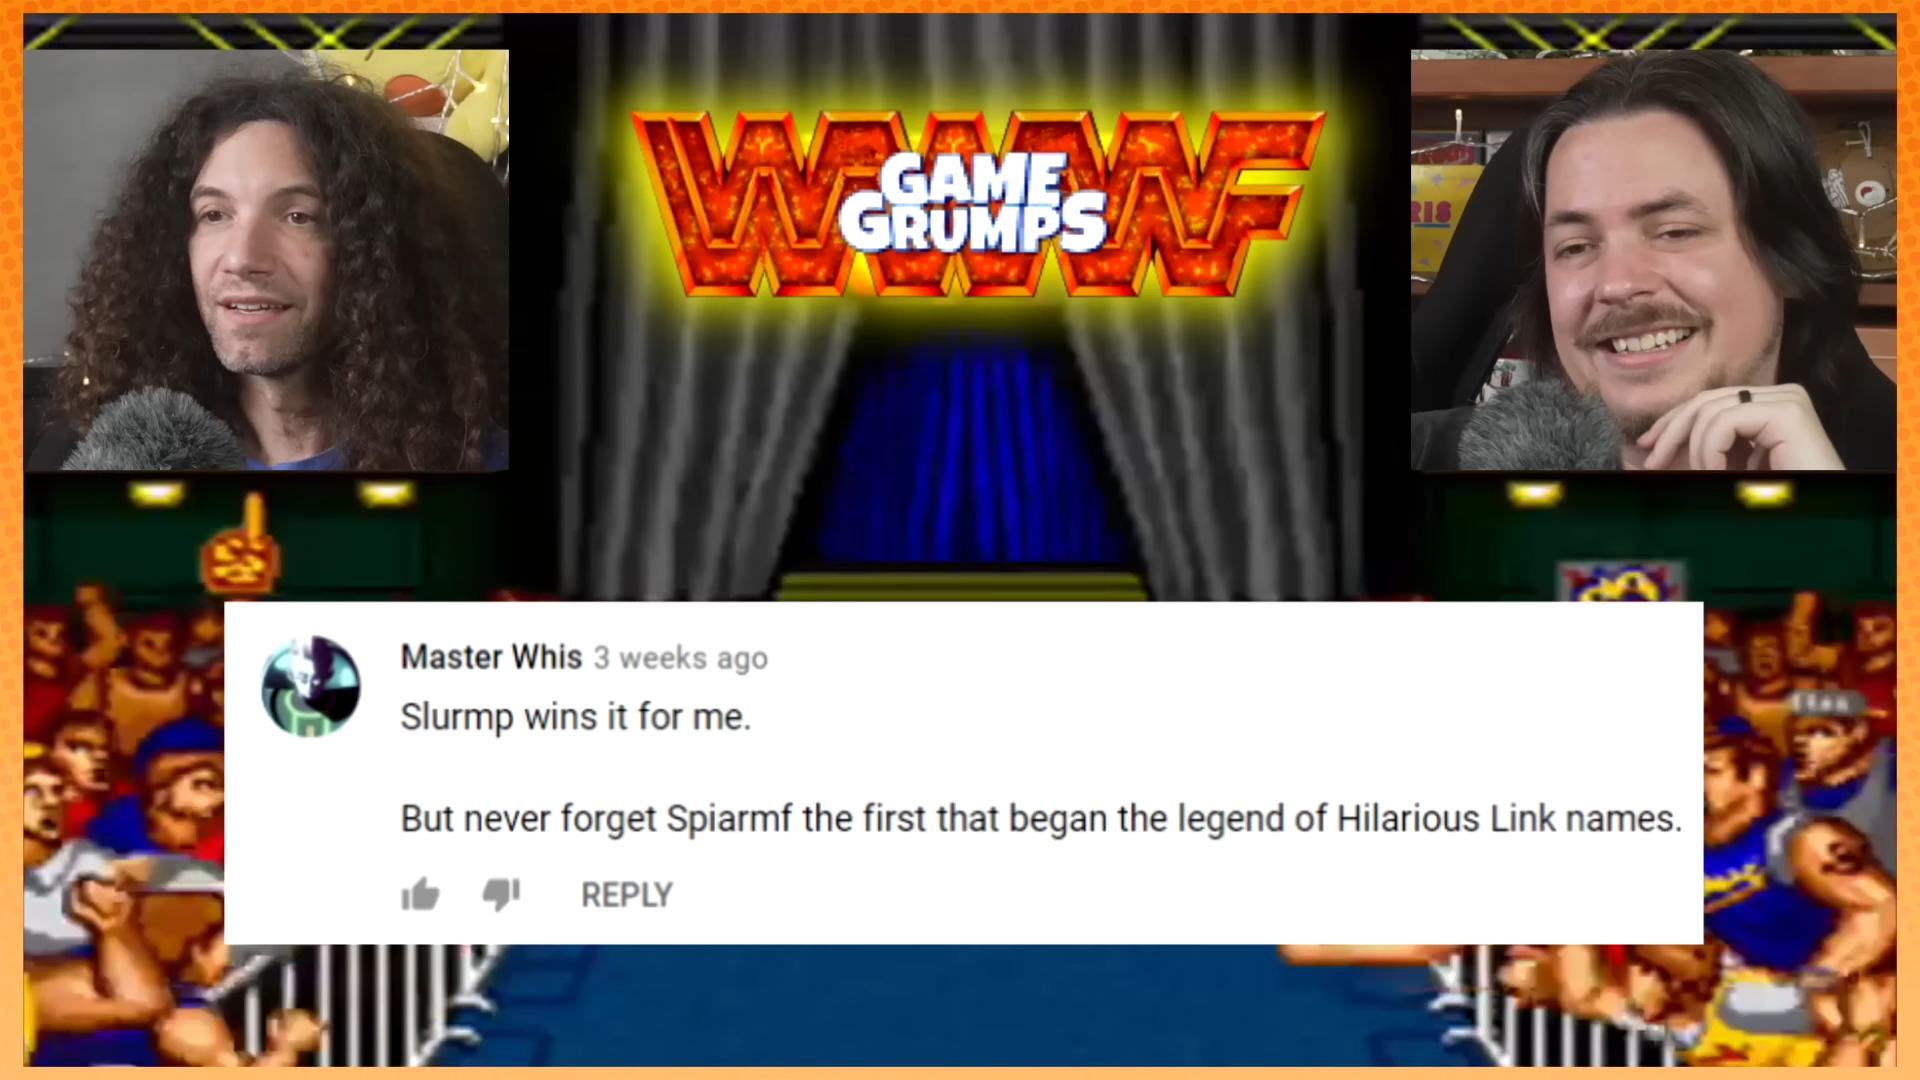 WWF
GAME
GRUMPS
RIS
Master Whis 3 weeks ago
Slurmp wins it for me.
But never forget Spiarmf the first that began the legend of Hilarious Link names.
REPLY